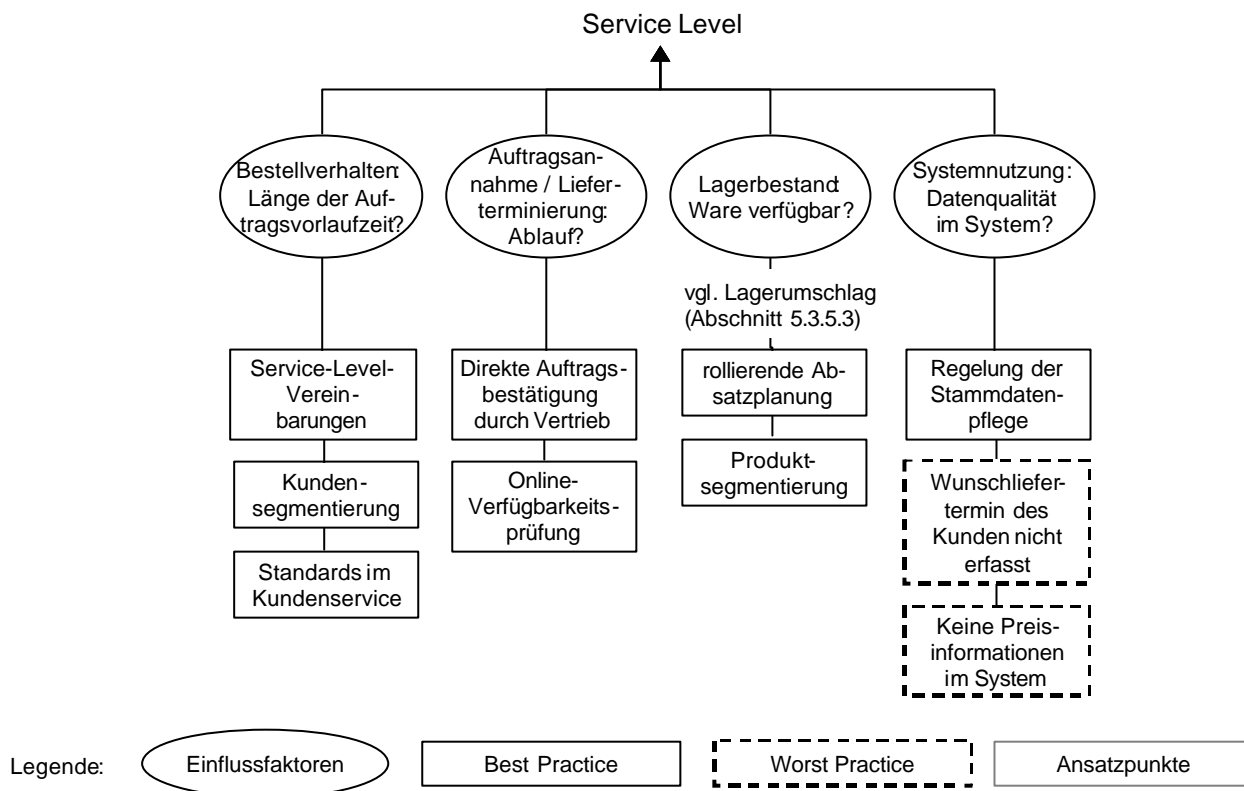 Service Level
Bestellverhalten:
Länge der Auf-
tragsvorlaufzeit?
Auftragsan-
nahme / Liefer-
terminierung:
Ablauf?
Lagerbestand:
Ware verfügbar?
Systemnutzung:
Datenqualität
im System?
vgl. Lagerumschlag
(Abschnitt 5.3.5.3)
Service-Level-
Verein-
barungen
Kunden-
segmentierung
Standards im
Kundenservice
Direkte Auftrags-
bestätigung
durch Vertrieb
Online-
Verfügbarkeits-
prüfung
rollierende Ab-
satzplanung
Produkt-
segmentierung
Regelung der
Stammdaten-
pflege
Wunschliefer-
termin des
Kunden nicht
erfasst
Keine Preis-
informationen
im System
Legende:
Einflussfaktoren
Best Practice
Worst Practice
Ansatzpunkte